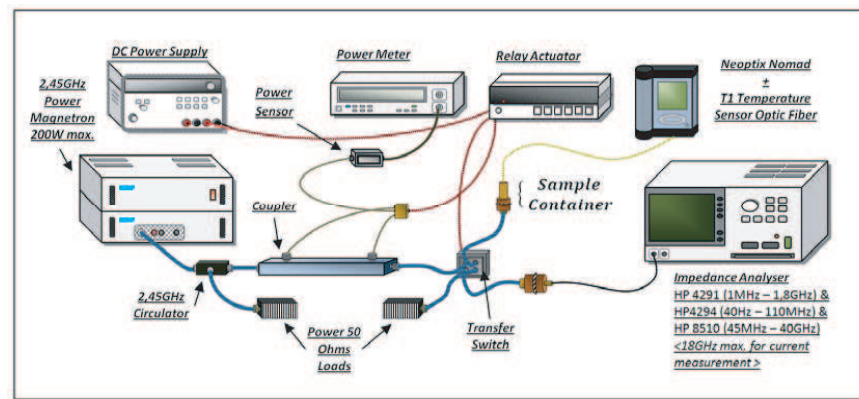 DC Power Supply
Power Meter
Relay Actuator
2,45GHz
Power
Magnetron
200W max.
Power
Sensor
Neoptix Nomad
+
T1 Temperature
Sensor Optic Fiber
Coupler
Sample
Container
2,45GHz
Circulator
Power 50
Ohms
Loads
Transfer
Switch
Impedance Analyser
HP 4291 (1MHz – 1,8GHz) &
HP4294 (40Hz – 110MHz) &
HP 8510 (45MHz – 40GHz)
<18GHz max. for current
measurement >